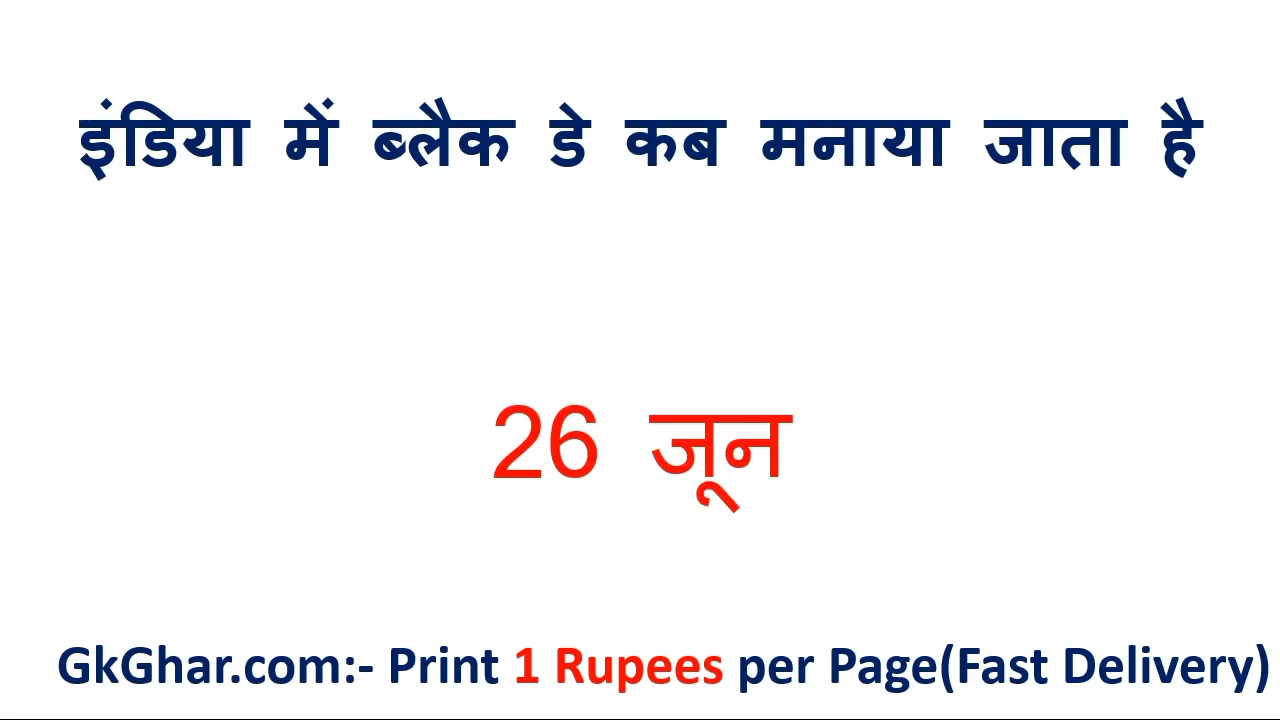 इंडिया में ब्लैक डे कब मनाया जाता है
26 जून
GkGhar.com:- Print 1 Rupees per Page(Fast Delivery)